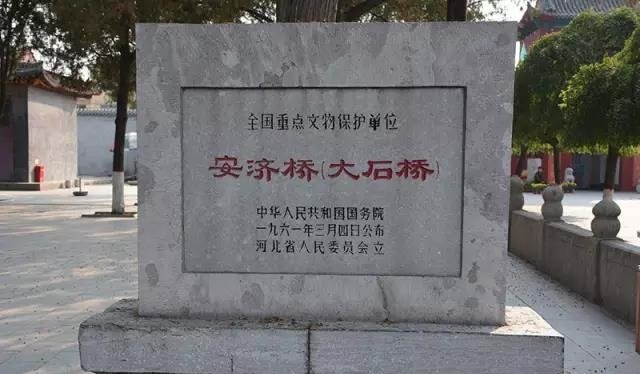 全国重点文物保护单位
安济桥(大石桥)
中华人民共和国国务院
一九六一年三月四日公布
河北省人民委员会立